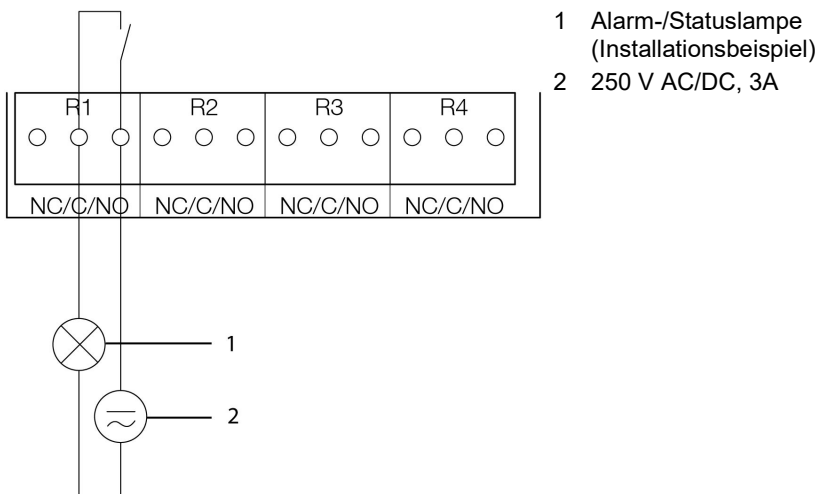 1 Alarm-/Statuslampe
(Installationsbeispiel)
2 250 V AC/DC, 3A
R1 R2 R3 R4
NC/C/NO NC/C/NO NC/C/NO NC/C/NO
1
2